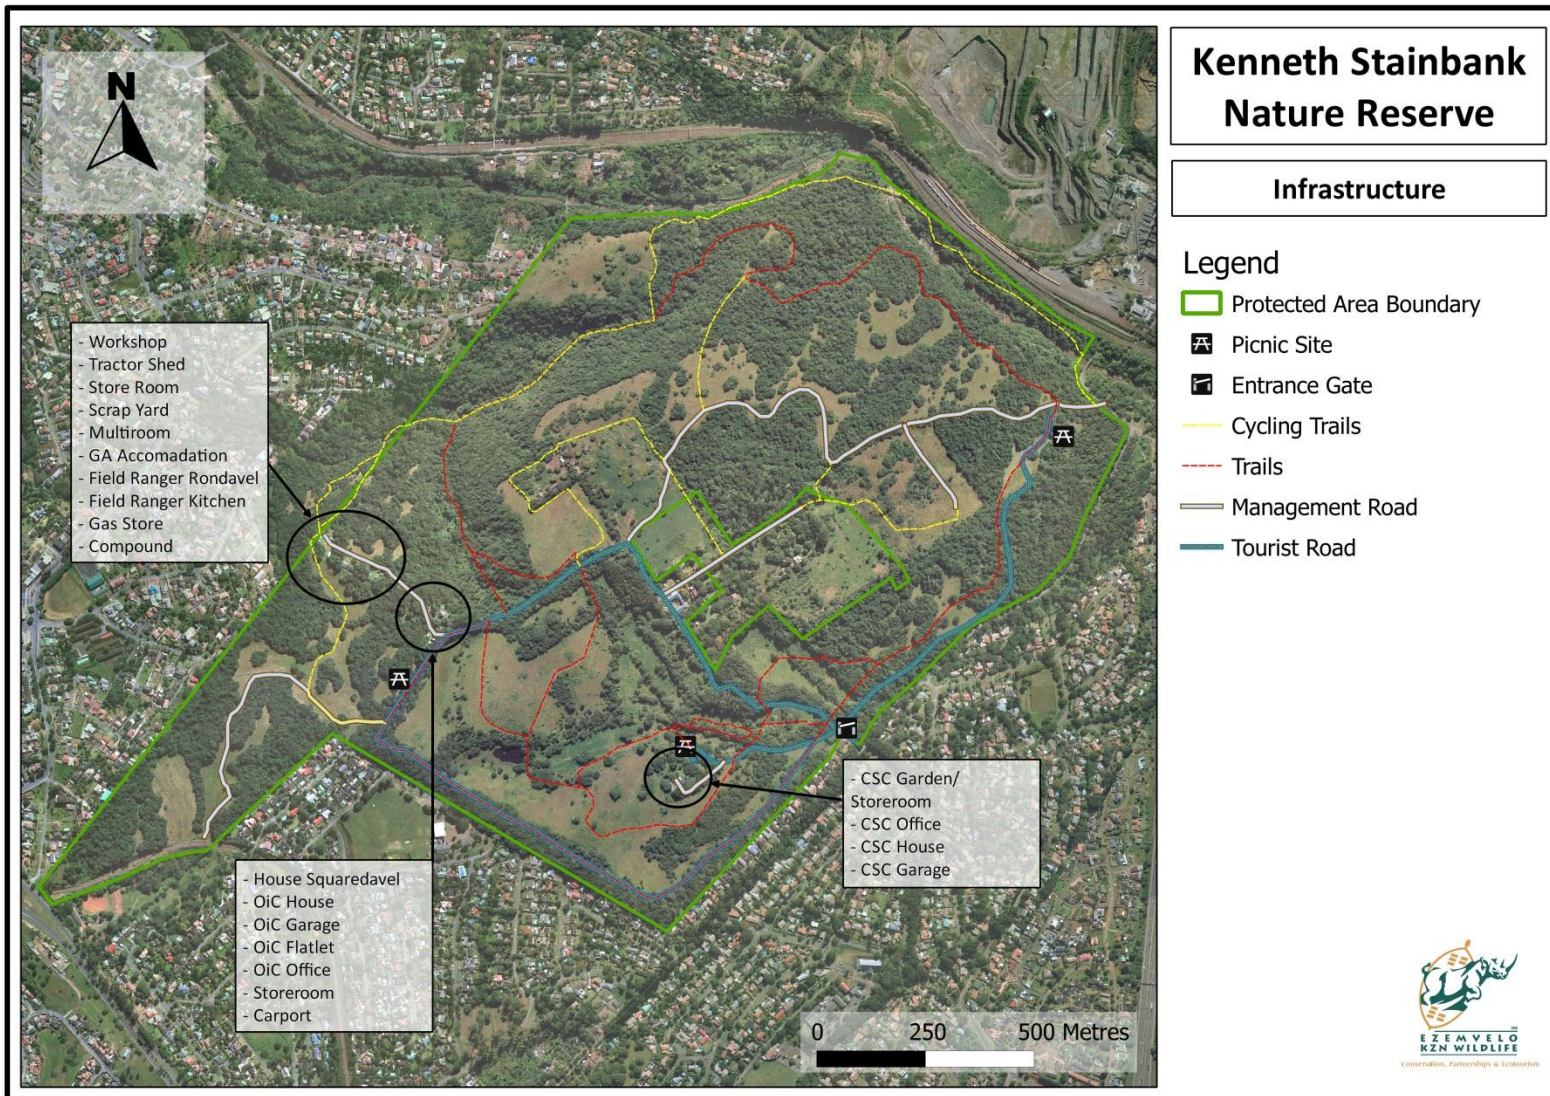 N
Kenneth Stainbank
Nature Reserve
Infrastructure
Legend
Protected Area Boundary
Picnic Site
Entrance Gate
Cycling Trails
Trails
Management Road
Tourist Road
- Workshop
- Tractor Shed
- Store Room
- Scrap Yard
- Multiroom
- GA Accomadation
- Field Ranger Rondavel
- Field Ranger Kitchen
- Gas Store
- Compound
- House Squaredavel
- OiC House
- OiC Garage
- OiC Flatlet
- OiC Office
- Storeroom
- Carport
- CSC Garden/
Storeroom
- CSC Office
- CSC House
- CSC Garage
0 250 500 Metres
EZEMVELO
KZN WILDLIFE
Conservation, Partnerships & Ecotourism